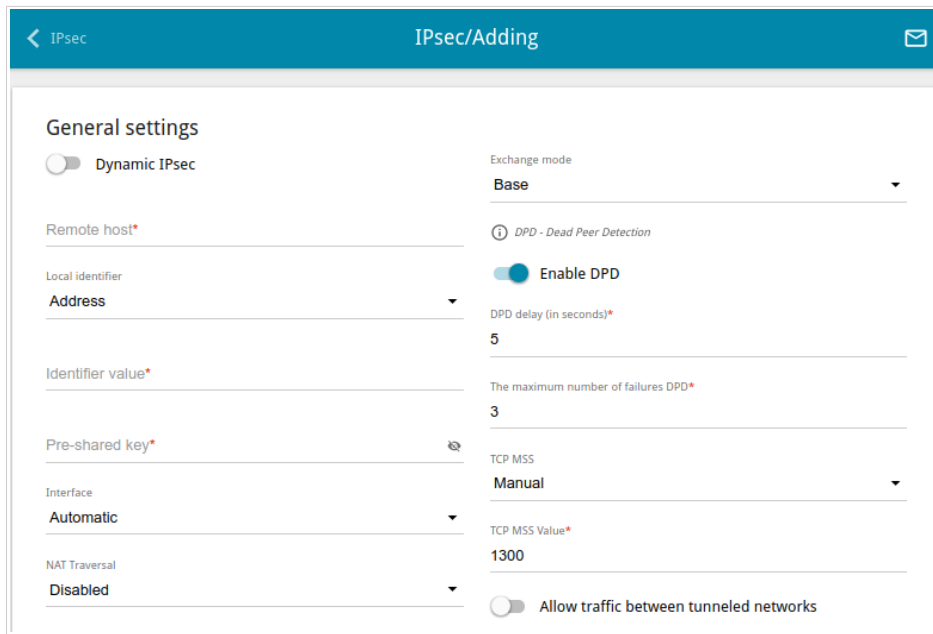 IPsec
IPsec/Adding
General settings
Dynamic IPsec
Remote host*
Local identifier
Address
Identifier value*
Pre-shared key*
Interface
Automatic
NAT Traversal
Disabled
Exchange mode
Base
DPD - Dead Peer Detection
Enable DPD
DPD delay (in seconds)*
5
The maximum number of failures DPD*
3
TCP MSS
Manual
TCP MSS Value*
1300
Allow traffic between tunneled networks